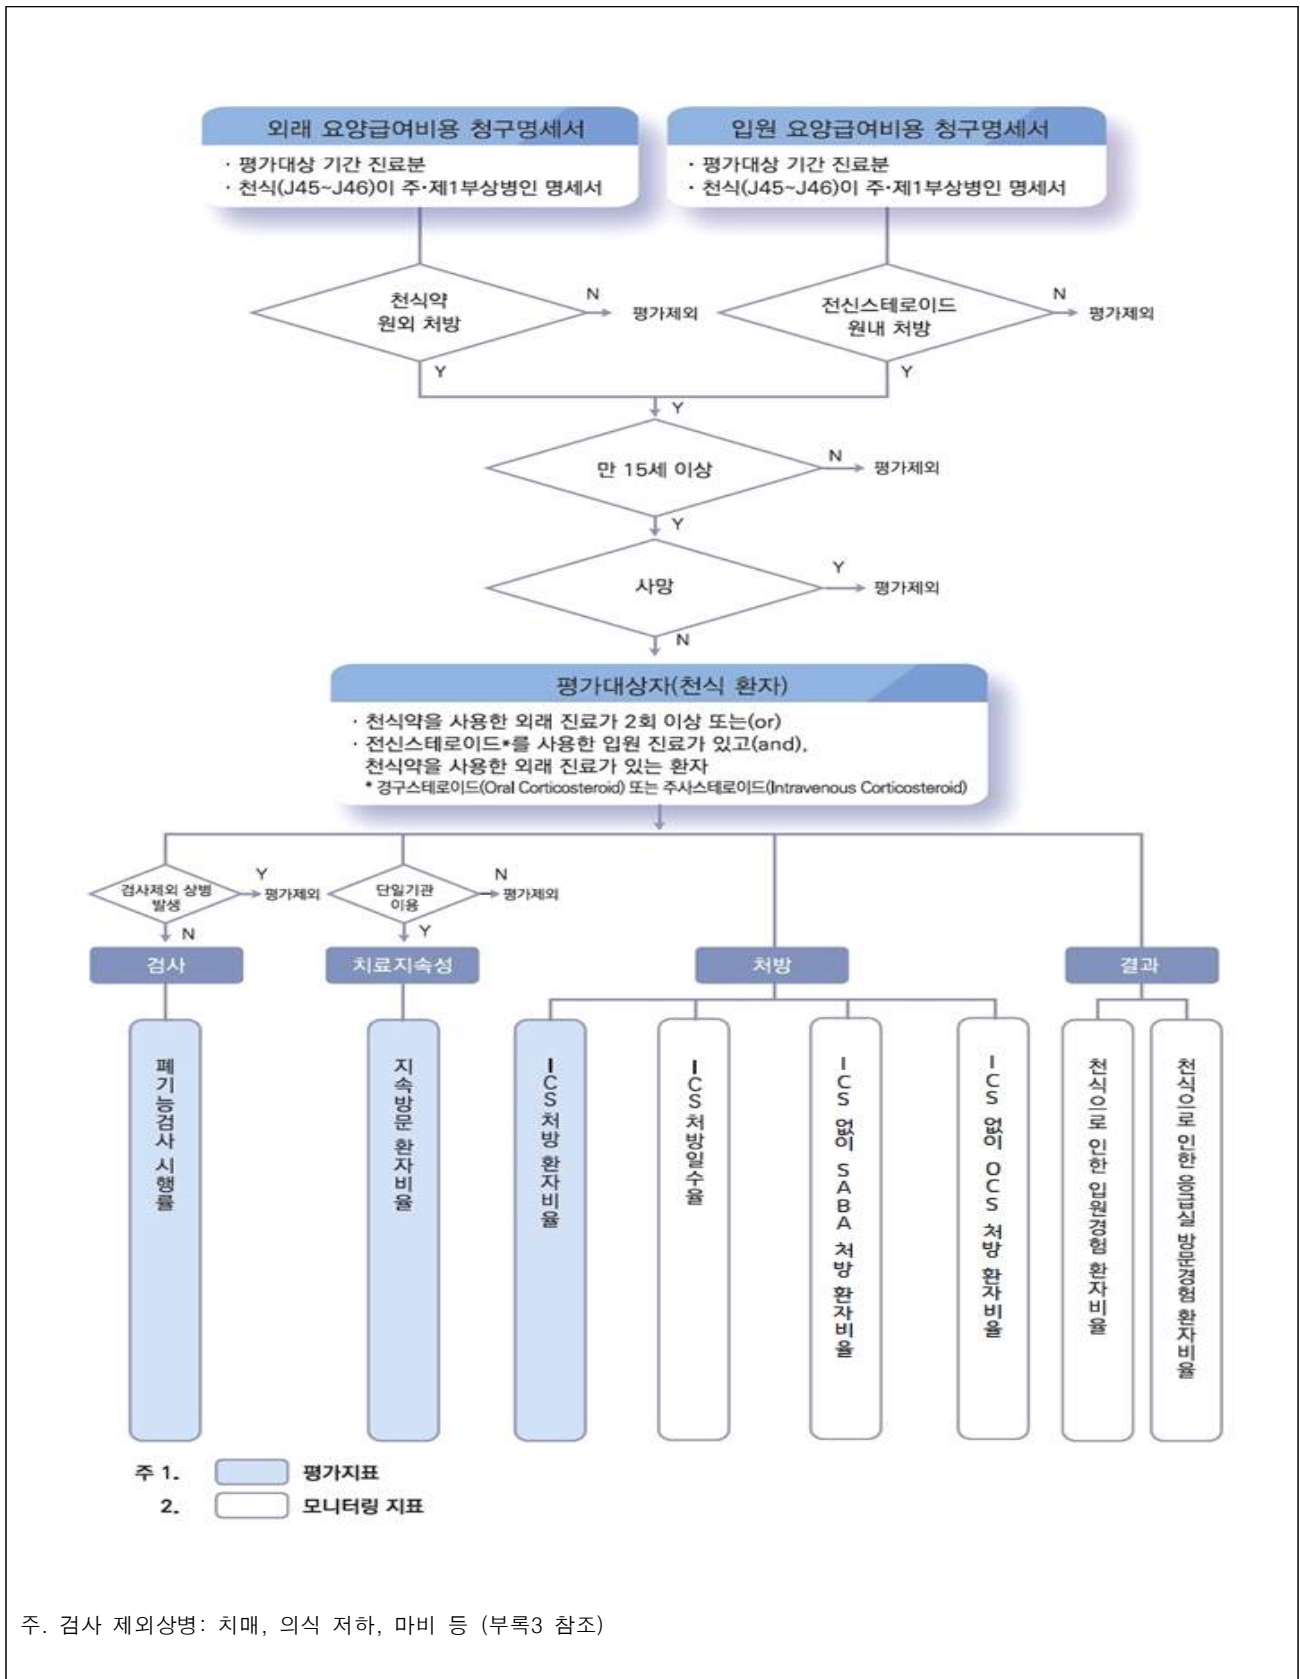 외래 요양급여비용 청구명세서
· 평가대상 기간 진료분
· 천식(J45~J46)이 주·제1부상병인 명세서
입원 요양급여비용 청구명세서
· 평가대상 기간 진료분
· 천식(J45~J46)이 주·제1부상병인 명세서
천식약
원외 처방
N
평가제외
Y
전신스테로이드
원내 처방
N
평가제외
Y
Y
만 15세 이상
N
평가제외
Y
사망
Y
평가제외
N
평가대상자(천식 환자)
· 천식약을 사용한 외래 진료가 2회 이상 또는(or)
· 전신스테로이드*를 사용한 입원 진료가 있고(and),
천식약을 사용한 외래 진료가 있는 환자
* 경구스테로이드(Oral Corticosteroid) 또는 주사스테로이드(Intravenous Corticosteroid)
검사제외 상병
발생
Y
평가제외
N
단일기관
이용
N
평가제외
Y
검사
치료지속성
처방
결과
폐기능검사 시행률
지속방문 환자비율
ICS 처방 환자비율
ICS 처방일수율
ICS 없이 SABA 처방 환자비율
ICS 없이 OCS 처방 환자비율
천식으로 인한 입원경험 환자비율
천식으로 인한 응급실 방문경험 환자비율
주 1. 평가지표
2. 모니터링 지표
주. 검사 제외상병: 치매, 의식 저하, 마비 등 (부록3 참조)